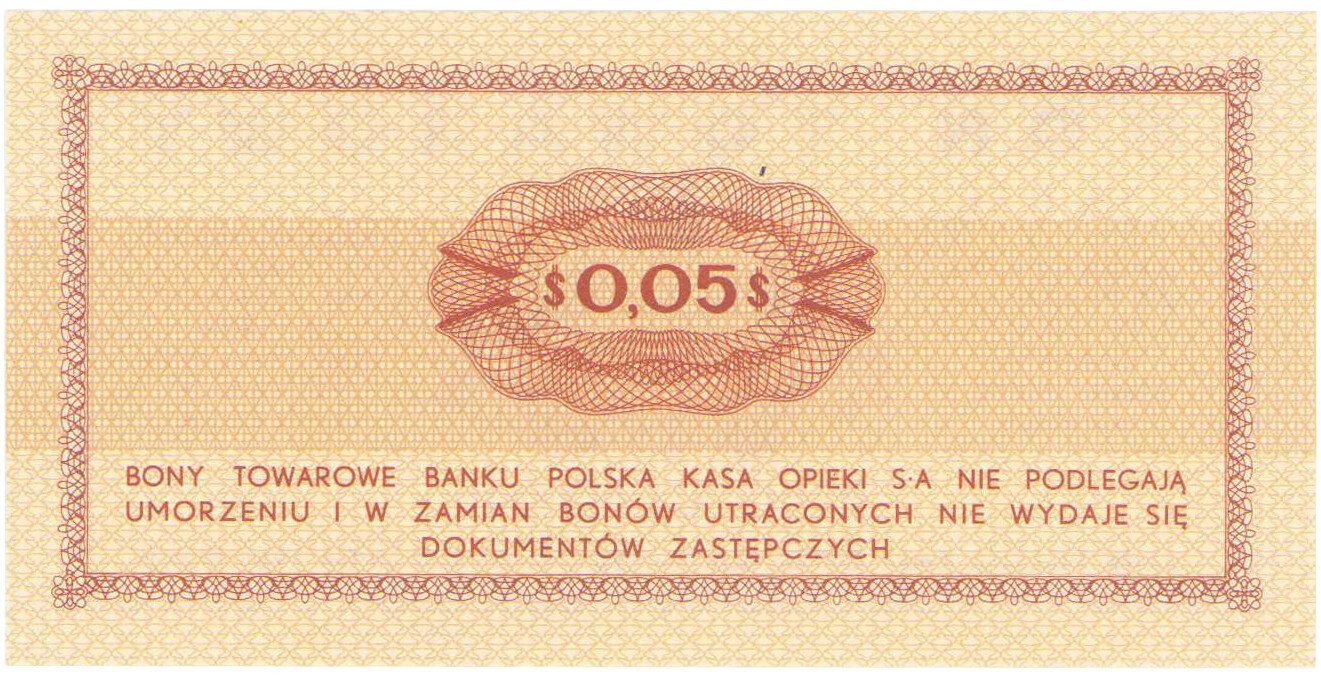 $ 0,05 $
BONY TOWAROWE BANKU POLSKA KASA OPIEKI S·A NIE PODLEGAJĄ
UMORZENIU I W ZAMIAN BONÓW UTRACONYCH NIE WYDAJE SIĘ
DOKUMENTÓW ZASTĘPCZYCH